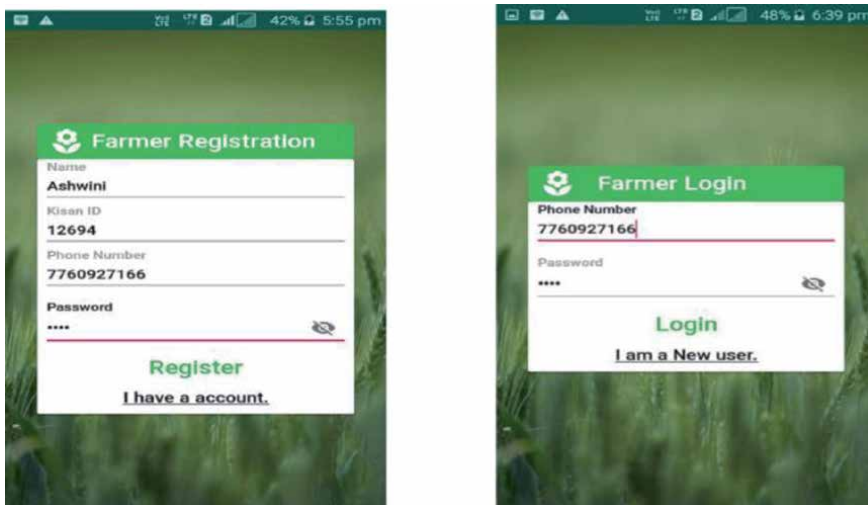 42% 5:55 pm
Farmer Registration
Name
Ashwini
Kisan ID
12694
Phone Number
7760927166
Password
••••
Register
I have a account.
48% 6:39 pm
Farmer Login
Phone Number
7760927166
Password
••••
Login
I am a New user.